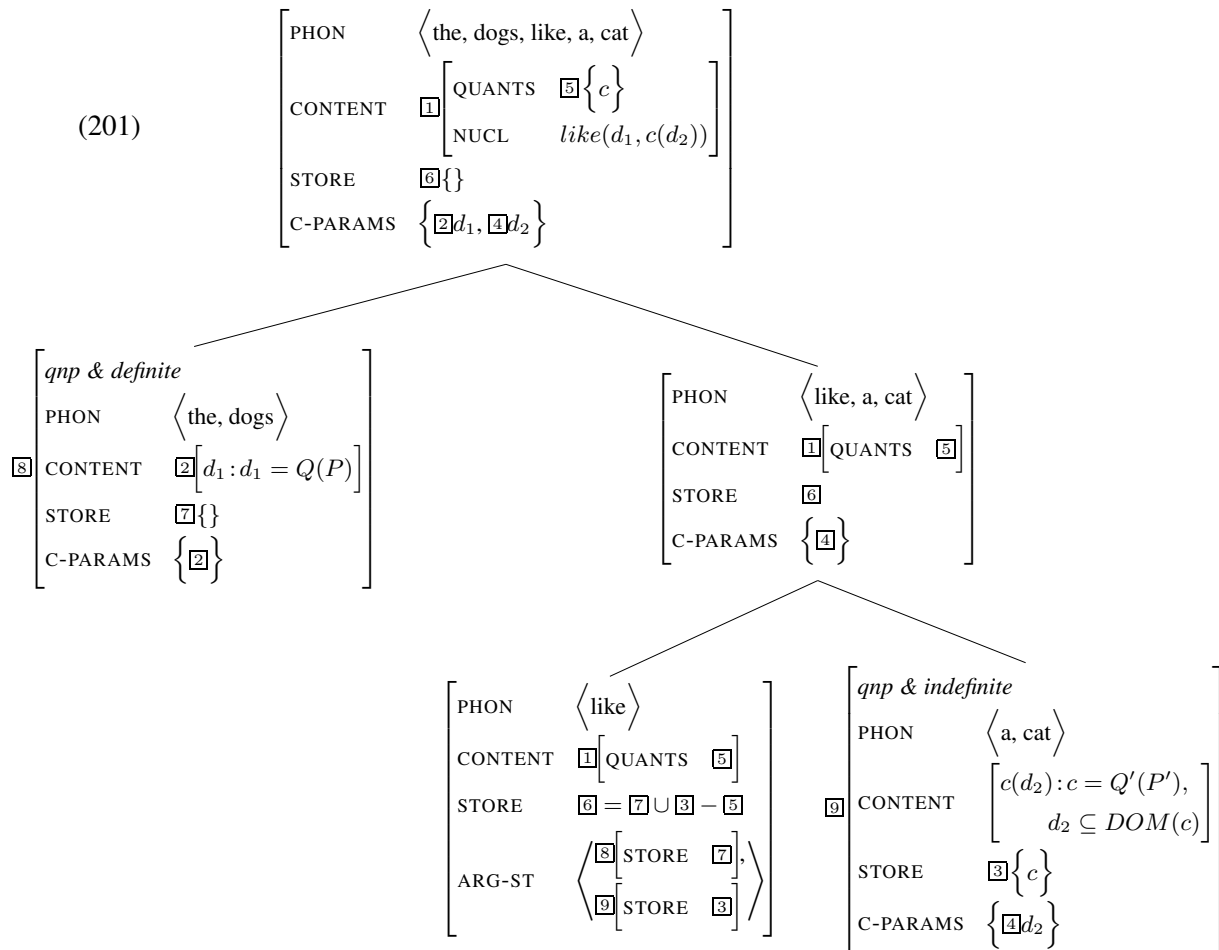 (201)
PHON ⟨the, dogs, like, a, cat⟩
CONTENT [1] [QUANTS [5]{c}
NUCL like(d₁, c(d₂))]
STORE [6]{}
C-PARAMS {[2]d₁, [4]d₂}
qnp & definite
PHON ⟨the, dogs⟩
[8] CONTENT [2][d₁ : d₁ = Q(P)]
STORE [7]{}
C-PARAMS {[2]}
PHON ⟨like, a, cat⟩
CONTENT [1][QUANTS [5]]
STORE [6]
C-PARAMS {[4]}
PHON ⟨like⟩
CONTENT [1][QUANTS [5]]
STORE [6] = [7] ∪ [3] − [5]
ARG-ST ⟨[8][STORE [7]],
[9][STORE [3]]⟩
qnp & indefinite
PHON ⟨a, cat⟩
[9] CONTENT [c(d₂) : c = Q′(P′),
d₂ ⊆ DOM(c)]
STORE [3]{c}
C-PARAMS {[4]d₂}